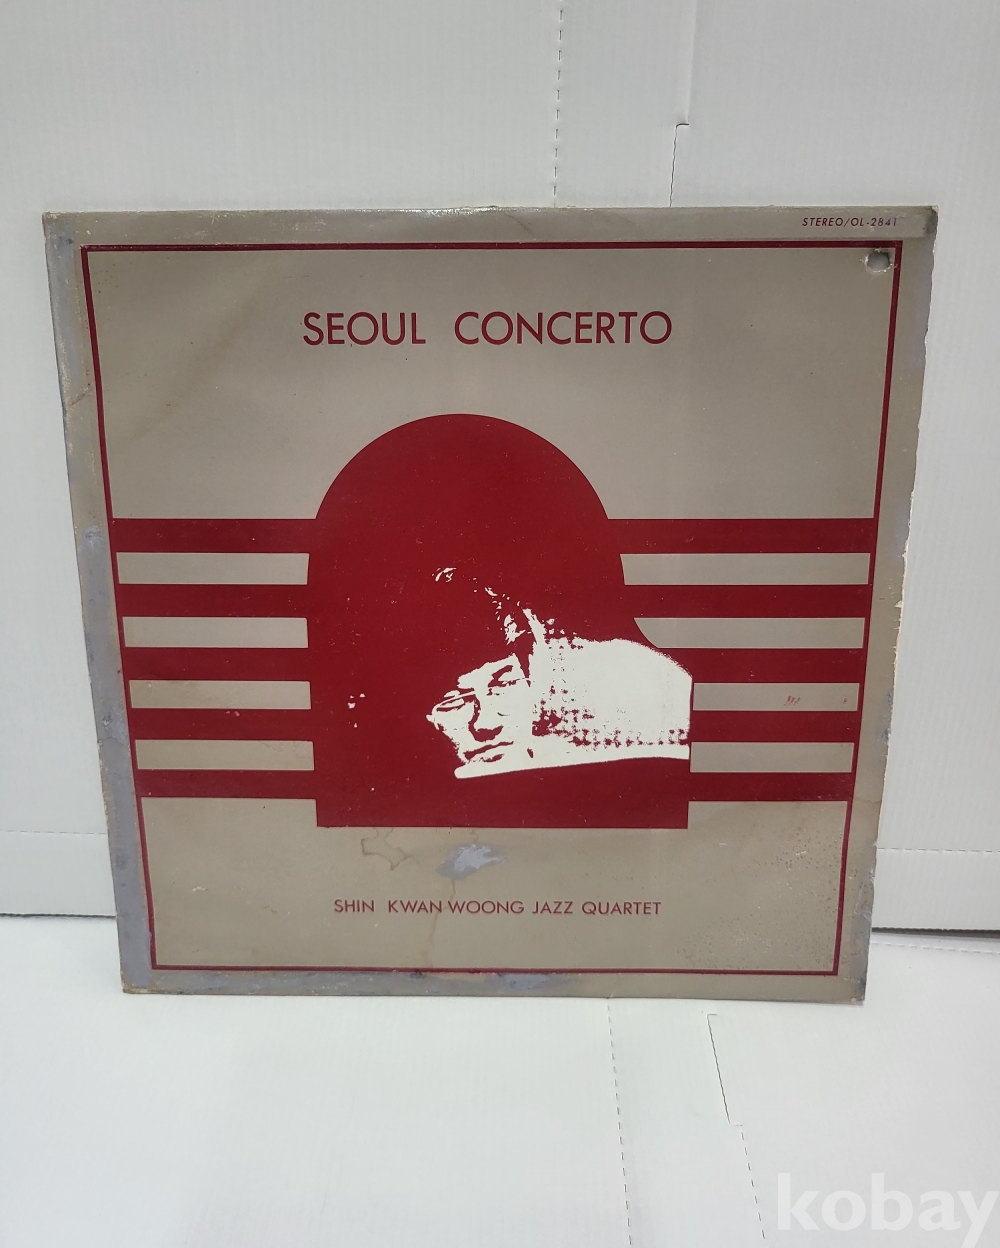 STEREO/OL-2841
SEOUL CONCERTO
SHIN KWAN WOONG JAZZ QUARTET
kobay